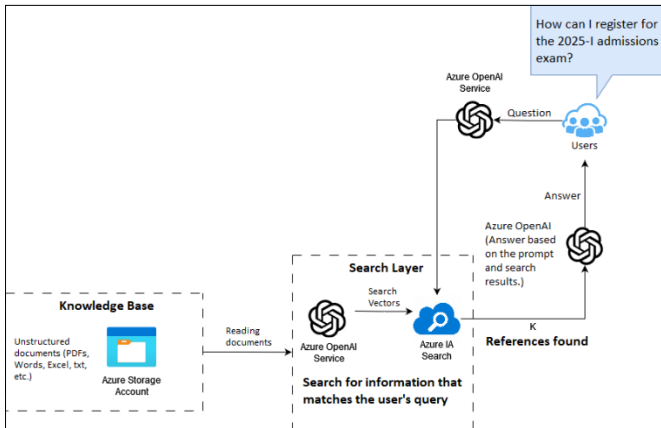 How can I register for
the 2025-I admissions
exam?
Azure OpenAI
Service
Question
Users
Answer
Azure OpenAI
(Answer based
on the prompt
and search
results.)
Search Layer
Search
Vectors
Azure OpenAI
Service
Azure IA
Search
K
References found
Search for information that
matches the user's query
Knowledge Base
Unstructured
documents (PDFs,
Words, Excel, txt,
etc.)
Azure Storage
Account
Reading
documents